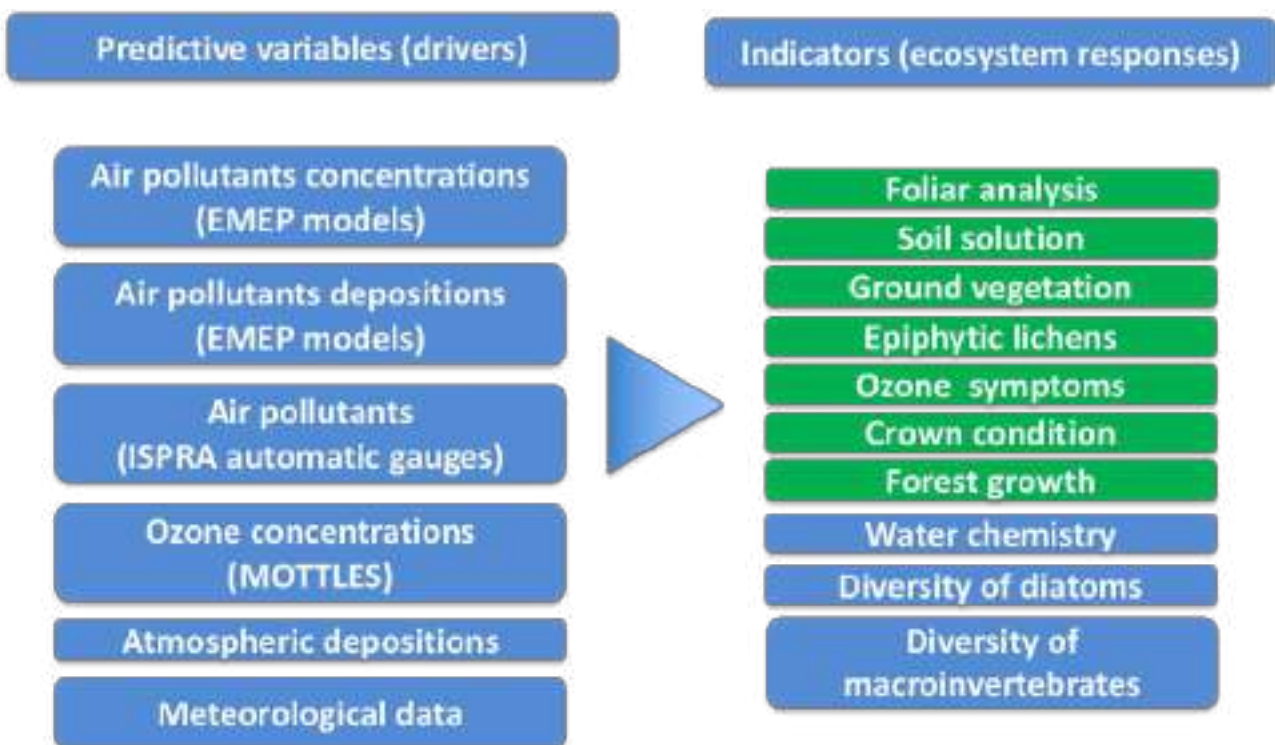 Predictive variables (drivers)
Indicators (ecosystem responses)
Air pollutants concentrations
(EMEP models)
Air pollutants depositions
(EMEP models)
Air pollutants
(ISPRA automatic gauges)
Ozone concentrations
(MOTTLES)
Atmospheric depositions
Meteorological data
Foliar analysis
Soil solution
Ground vegetation
Epiphytic lichens
Ozone symptoms
Crown condition
Forest growth
Water chemistry
Diversity of diatoms
Diversity of
macroinvertebrates